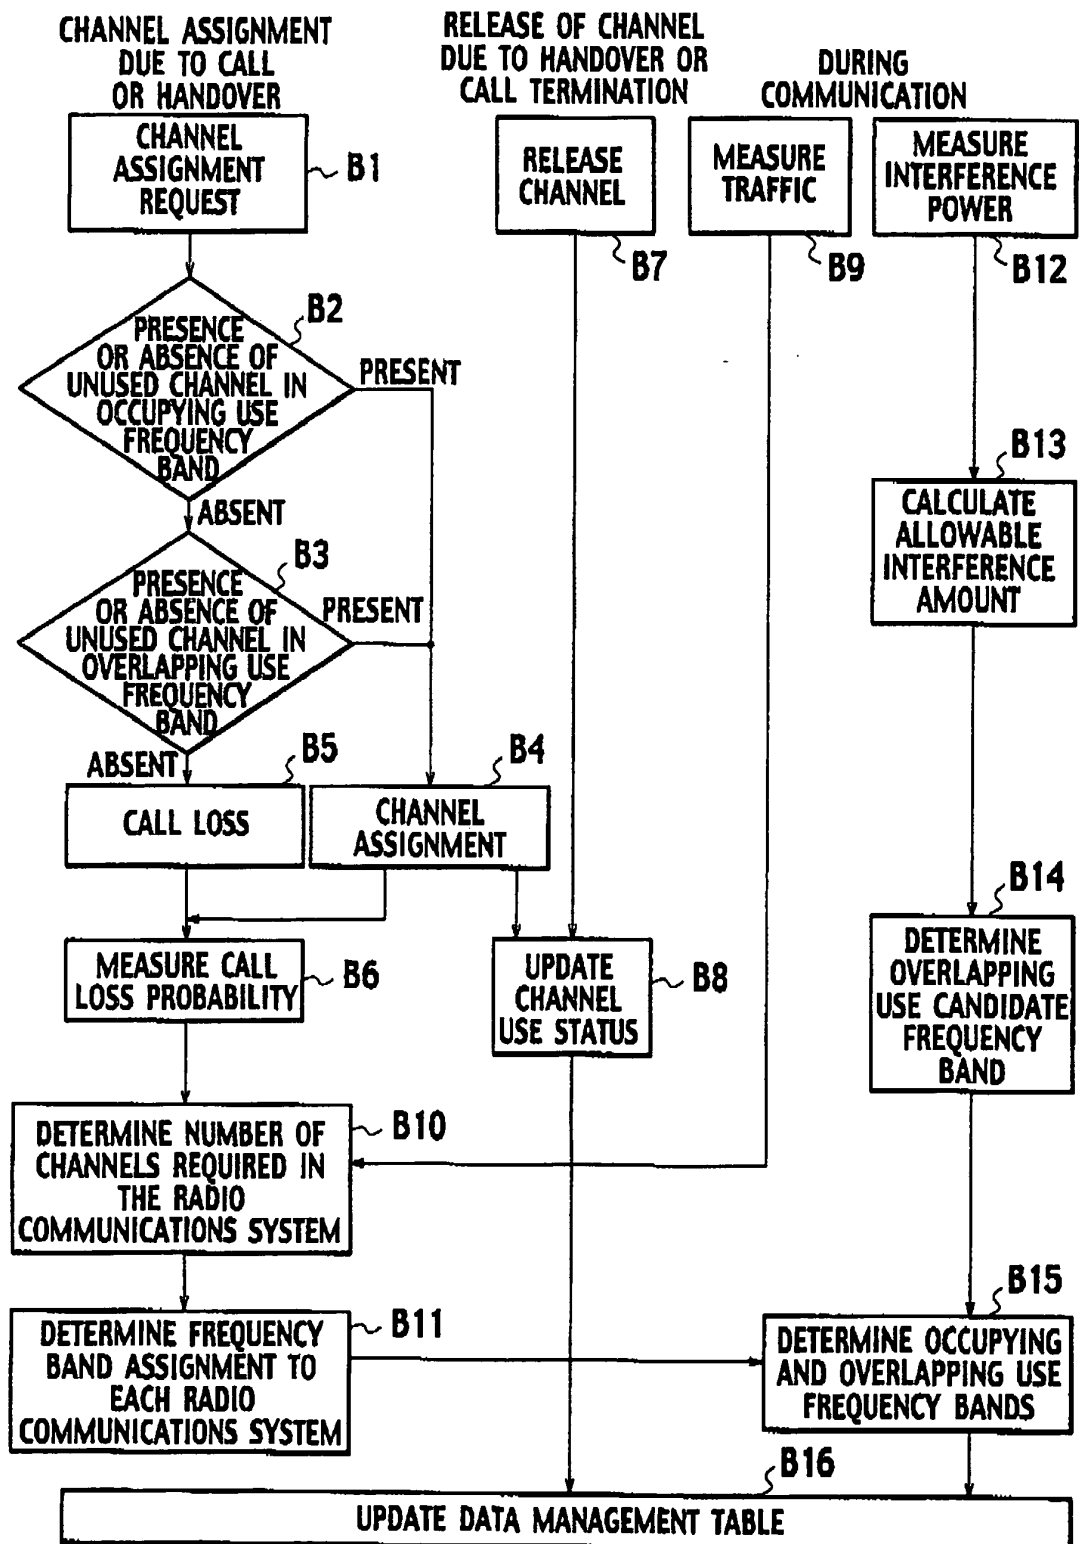 CHANNEL ASSIGNMENT
DUE TO CALL
OR HANDOVER
RELEASE OF CHANNEL
DUE TO HANDOVER OR
CALL TERMINATION
DURING
COMMUNICATION
CHANNEL
ASSIGNMENT
REQUEST
B1
RELEASE
CHANNEL
B7
MEASURE
TRAFFIC
B9
MEASURE
INTERFERENCE
POWER
B12
B2
PRESENCE
OR ABSENCE OF
UNUSED CHANNEL IN
OCCUPYING USE
FREQUENCY
BAND
PRESENT
ABSENT
B13
CALCULATE
ALLOWABLE
INTERFERENCE
AMOUNT
B3
PRESENCE
OR ABSENCE OF
UNUSED CHANNEL IN
OVERLAPPING USE
FREQUENCY
BAND
PRESENT
ABSENT
B5
CALL LOSS
B4
CHANNEL
ASSIGNMENT
B14
DETERMINE
OVERLAPPING
USE CANDIDATE
FREQUENCY
BAND
MEASURE CALL
LOSS PROBABILITY
B6
UPDATE
CHANNEL
USE STATUS
B8
DETERMINE NUMBER OF
CHANNELS REQUIRED IN
THE RADIO
COMMUNICATIONS SYSTEM
B10
DETERMINE FREQUENCY
BAND ASSIGNMENT TO
EACH RADIO
COMMUNICATIONS SYSTEM
B11
B15
DETERMINE OCCUPYING
AND OVERLAPPING USE
FREQUENCY BANDS
B16
UPDATE DATA MANAGEMENT TABLE